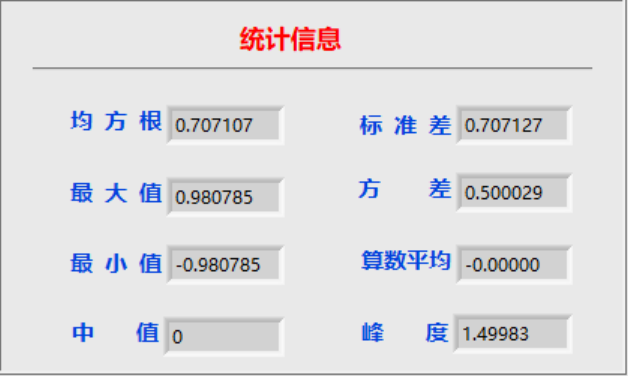 统计信息
均方根 0.707107 标准差 0.707127
最大值 0.980785 方差 0.500029
最小值 -0.980785 算数平均 -0.00000
中值 0 峰度 1.49983